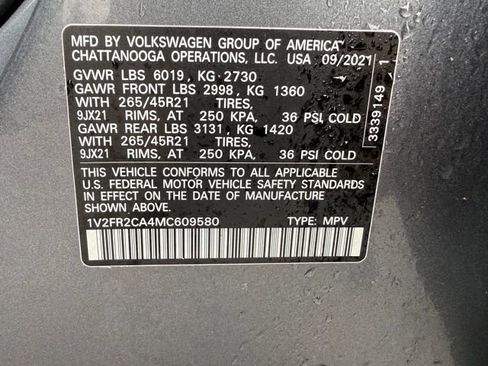 MFD BY VOLKSWAGEN GROUP OF AMERICA
CHATTANOOGA OPERATIONS, LLC. USA 09/2021
GVWR LBS 6019, KG 2730
GAWR FRONT LBS 2998, KG 1360
WITH 265/45R21 TIRES,
9JX21 RIMS, AT 250 KPA, 36 PSI COLD
GAWR REAR LBS 3131, KG 1420
WITH 265/45R21 TIRES,
9JX21 RIMS, AT 250 KPA, 36 PSI COLD
THIS VEHICLE CONFORMS TO ALL APPLICABLE
U.S. FEDERAL MOTOR VEHICLE SAFETY STANDARDS
IN EFFECT ON THE DATE OF MANUFACTURE
SHOWN ABOVE.
1V2FR2CA4MC609580 TYPE: MPV
3339149 1